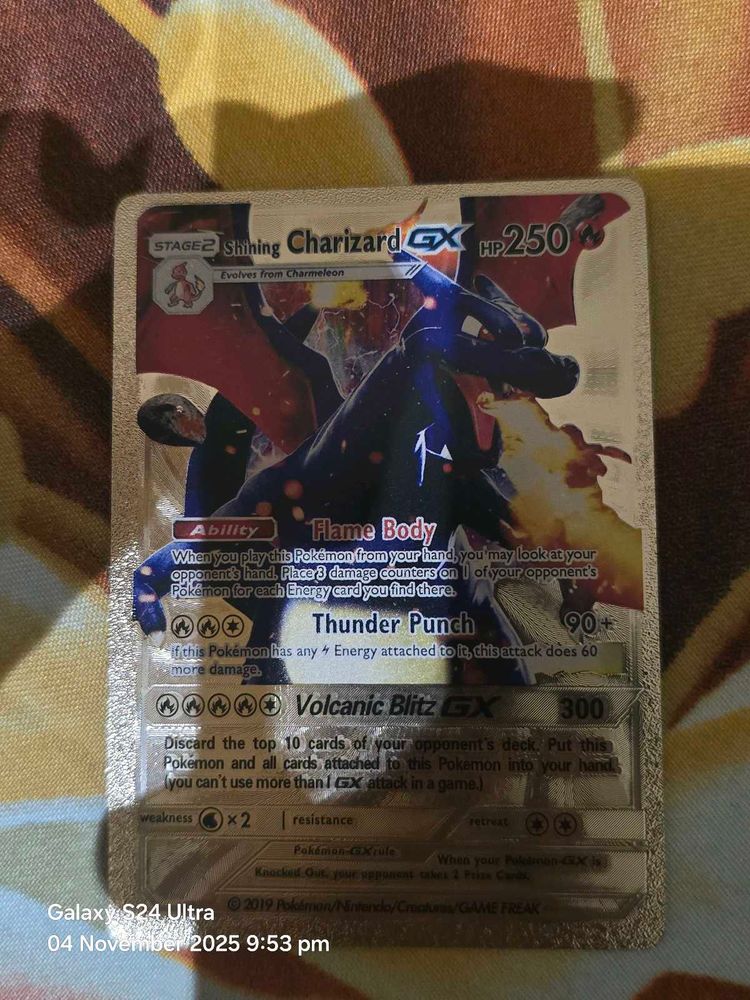 STAGE2 Shining Charizard GX HP250
Evolves from Charmeleon
Ability Flame Body
When you play this Pokémon from your hand, you may look at your
opponent's hand. Place 3 damage counters on 1 of your opponent's
Pokémon for each Energy card you find there.
Thunder Punch 90+
if this Pokémon has any Energy attached to it, this attack does 60
more damage.
Volcanic Blitz GX 300
Discard the top 10 cards of your opponent's deck. Put this
Pokémon and all cards attached to this Pokémon into your hand.
(you can't use more than 1 GX attack in a game.)
weakness ×2 resistance retreat
Pokémon-GX rule When your Pokémon-GX is
Knocked Out, your opponent takes 2 Prize Cards.
© 2019 Pokémon/Nintendo/Creatures/GAME FREAK
Galaxy S24 Ultra
04 November 2025 9:53 pm